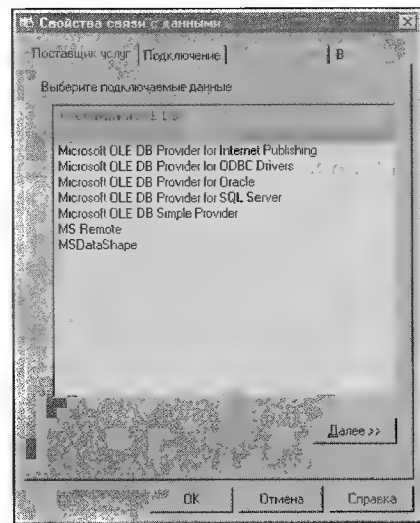 Свойства связи с данными
Поставщик услуг Подключение В
Выберите подключаемые данные
Microsoft OLE DB Provider for Internet Publishing
Microsoft OLE DB Provider for ODBC Drivers
Microsoft OLE DB Provider for Oracle
Microsoft OLE DB Provider for SQL Server
Microsoft OLE DB Simple Provider
MS Remote
MSDataShape
Далее >>
OK Отмена Справка